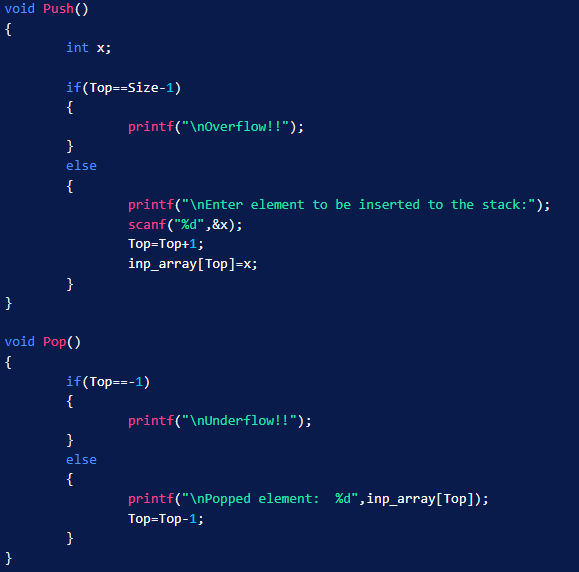 void Push()
{
int x;
if(Top==Size-1)
{
printf("\nOverflow!!");
}
else
{
printf("\nEnter element to be inserted to the stack:");
scanf("%d",&x);
Top=Top+1;
inp_array[Top]=x;
}
}
void Pop()
{
if(Top==-1)
{
printf("\nUnderflow!!");
}
else
{
printf("\nPopped element:  %d",inp_array[Top]);
Top=Top-1;
}
}